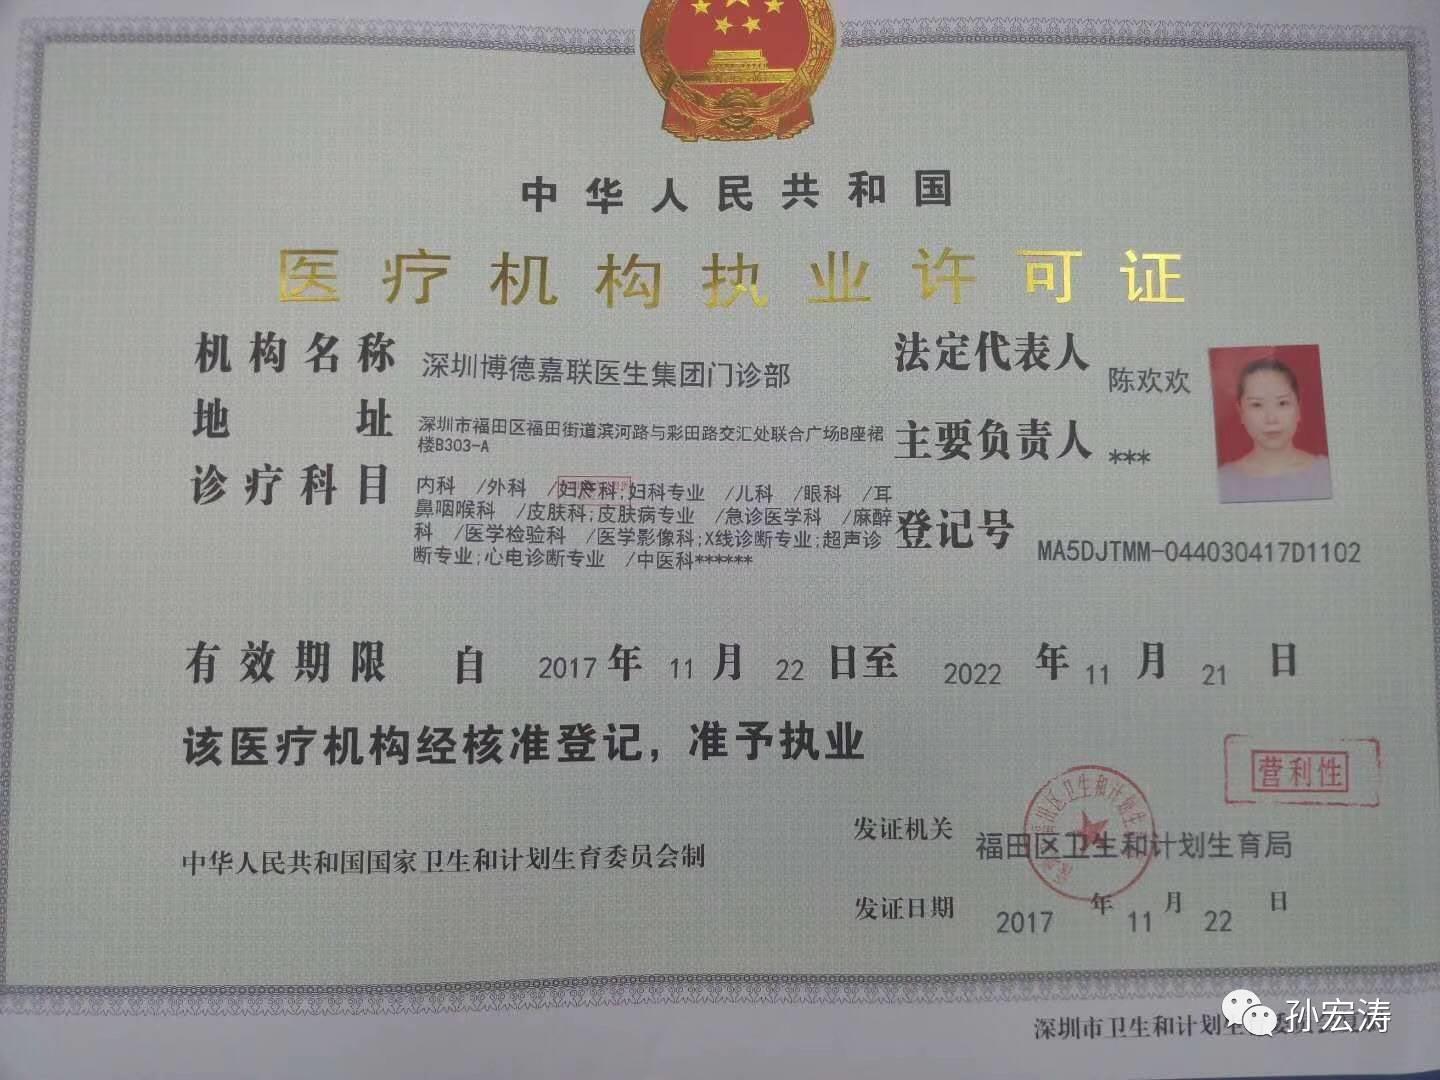 中华人民共和国
医疗机构执业许可证
机构名称 深圳博德嘉联医生集团门诊部
法定代表人 陈欢欢
地址 深圳市福田区福田街道滨河路与彩田路交汇处联合广场B座裙
楼B303-A
主要负责人 ***
诊疗科目 内科 /外科 /妇产科;妇科专业 /儿科 /眼科 /耳
鼻咽喉科 /皮肤科;皮肤病专业 /急诊医学科 /麻醉
科 /医学检验科 /医学影像科;X线诊断专业;超声诊
断专业;心电诊断专业 /中医科******
登记号 MA5DJTMM-044030417D1102
有效期限 自 2017 年 11 月 22 日至 2022 年 11 月 21 日
该医疗机构经核准登记，准予执业
营利性
中华人民共和国国家卫生和计划生育委员会制
发证机关 福田区卫生和计划生育局
发证日期 2017 年 11 月 22 日
深圳市卫生和计划生
孙宏涛